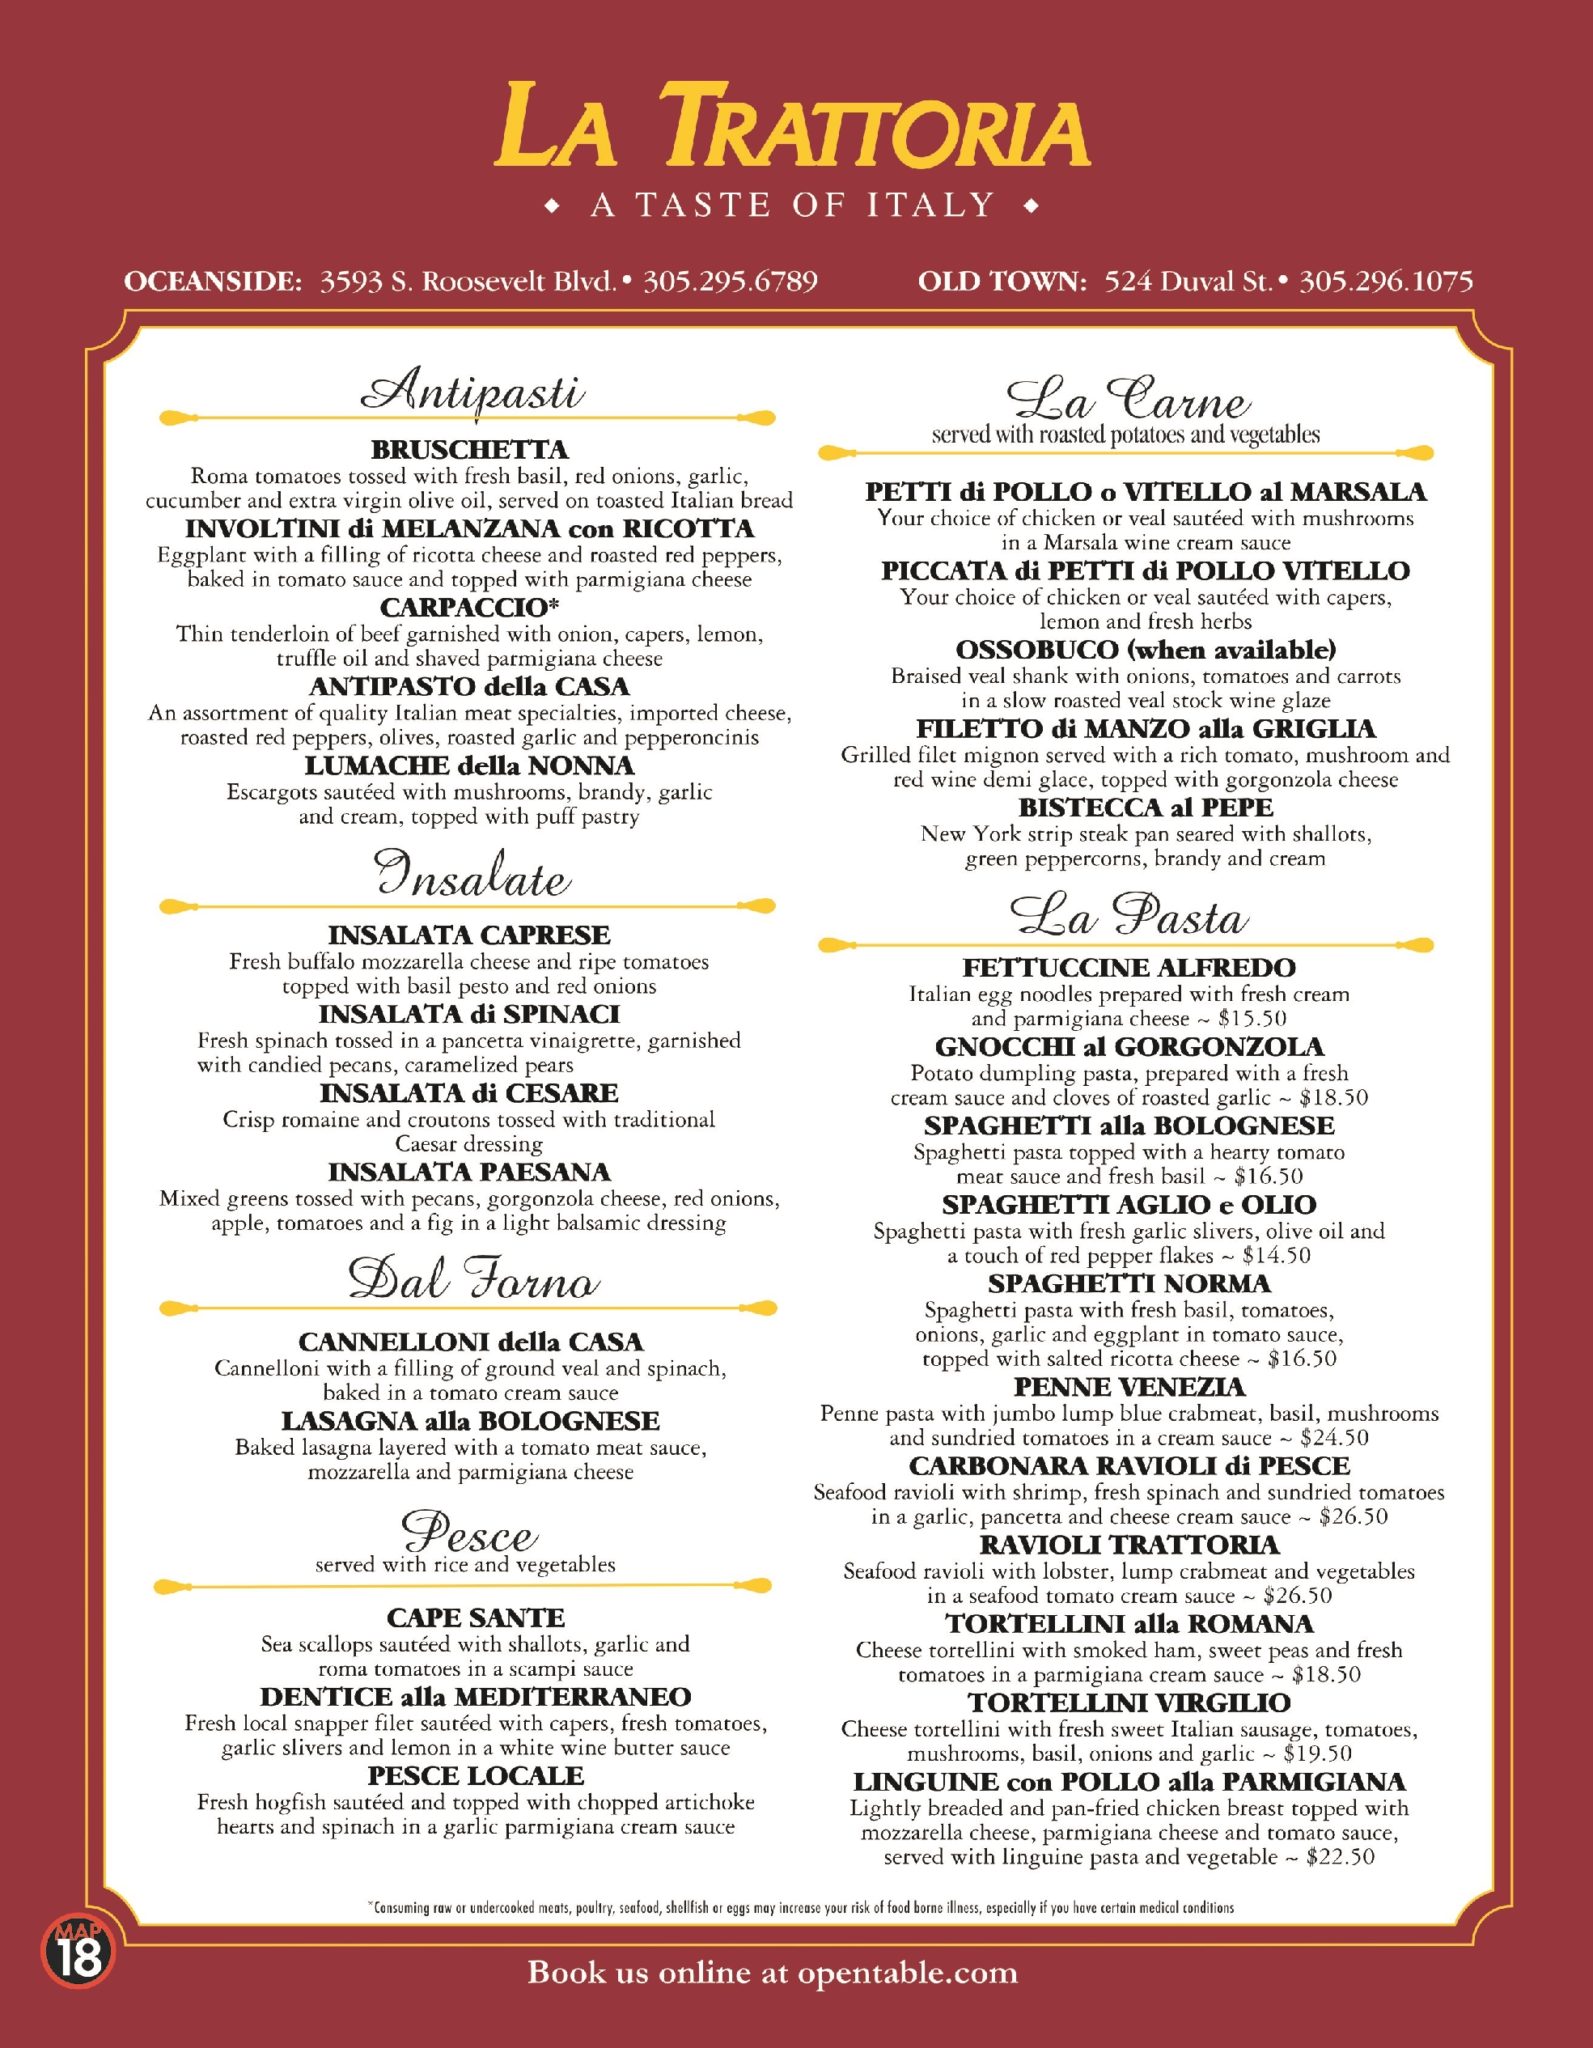 LA TRATTORIA
A TASTE OF ITALY
OCEANSIDE: 3593 S. Roosevelt Blvd. • 305.295.6789
OLD TOWN: 524 Duval St. • 305.296.1075
Antipasti
BRUSCHETTA
Roma tomatoes tossed with fresh basil, red onions, garlic,
cucumber and extra virgin olive oil, served on toasted Italian bread
INVOLTINI di MELANZANA con RICOTTA
Eggplant with a filling of ricotta cheese and roasted red peppers,
baked in tomato sauce and topped with parmigiana cheese
CARPACCIO*
Thin tenderloin of beef garnished with onion, capers, lemon,
truffle oil and shaved parmigiana cheese
ANTIPASTO della CASA
An assortment of quality Italian meat specialties, imported cheese,
roasted red peppers, olives, roasted garlic and pepperoncinis
LUMACHE della NONNA
Escargots sautéed with mushrooms, brandy, garlic
and cream, topped with puff pastry
Insalate
INSALATA CAPRESE
Fresh buffalo mozzarella cheese and ripe tomatoes
topped with basil pesto and red onions
INSALATA di SPINACI
Fresh spinach tossed in a pancetta vinaigrette, garnished
with candied pecans, caramelized pears
INSALATA di CESARE
Crisp romaine and croutons tossed with traditional
Caesar dressing
INSALATA PAESANA
Mixed greens tossed with pecans, gorgonzola cheese, red onions,
apple, tomatoes and a fig in a light balsamic dressing
Dal Forno
CANNELLONI della CASA
Cannelloni with a filling of ground veal and spinach,
baked in a tomato cream sauce
LASAGNA alla BOLOGNESE
Baked lasagna layered with a tomato meat sauce,
mozzarella and parmigiana cheese
Pesce
served with rice and vegetables
CAPE SANTE
Sea scallops sautéed with shallots, garlic and
roma tomatoes in a scampi sauce
DENTICE alla MEDITERRANEO
Fresh local snapper filet sautéed with capers, fresh tomatoes,
garlic slivers and lemon in a white wine butter sauce
PESCE LOCALE
Fresh hogfish sautéed and topped with chopped artichoke
hearts and spinach in a garlic parmigiana cream sauce
La Carne
served with roasted potatoes and vegetables
PETTI di POLLO o VITELLO al MARSALA
Your choice of chicken or veal sautéed with mushrooms
in a Marsala wine cream sauce
PICCATA di PETTI di POLLO VITELLO
Your choice of chicken or veal sautéed with capers,
lemon and fresh herbs
OSSOBUCO (when available)
Braised veal shank with onions, tomatoes and carrots
in a slow roasted veal stock wine glaze
FILETTO di MANZO alla GRIGLIA
Grilled filet mignon served with a rich tomato, mushroom and
red wine demi glace, topped with gorgonzola cheese
BISTECCA al PEPE
New York strip steak pan seared with shallots,
green peppercorns, brandy and cream
La Pasta
FETTUCCINE ALFREDO
Italian egg noodles prepared with fresh cream
and parmigiana cheese ~ $15.50
GNOCCHI al GORGONZOLA
Potato dumpling pasta, prepared with a fresh
cream sauce and cloves of roasted garlic ~ $18.50
SPAGHETTI alla BOLOGNESE
Spaghetti pasta topped with a hearty tomato
meat sauce and fresh basil ~ $16.50
SPAGHETTI AGLIO e OLIO
Spaghetti pasta with fresh garlic slivers, olive oil and
a touch of red pepper flakes ~ $14.50
SPAGHETTI NORMA
Spaghetti pasta with fresh basil, tomatoes,
onions, garlic and eggplant in tomato sauce,
topped with salted ricotta cheese ~ $16.50
PENNE VENEZIA
Penne pasta with jumbo lump blue crabmeat, basil, mushrooms
and sundried tomatoes in a cream sauce ~ $24.50
CARBONARA RAVIOLI di PESCE
Seafood ravioli with shrimp, fresh spinach and sundried tomatoes
in a garlic, pancetta and cheese cream sauce ~ $26.50
RAVIOLI TRATTORIA
Seafood ravioli with lobster, lump crabmeat and vegetables
in a seafood tomato cream sauce ~ $26.50
TORTELLINI alla ROMANA
Cheese tortellini with smoked ham, sweet peas and fresh
tomatoes in a parmigiana cream sauce ~ $18.50
TORTELLINI VIRGILIO
Cheese tortellini with fresh sweet Italian sausage, tomatoes,
mushrooms, basil, onions and garlic ~ $19.50
LINGUINE con POLLO alla PARMIGIANA
Lightly breaded and pan-fried chicken breast topped with
mozzarella cheese, parmigiana cheese and tomato sauce,
served with linguine pasta and vegetable ~ $22.50
*Consuming raw or undercooked meats, poultry, seafood, shellfish or eggs may increase your risk of food borne illness, especially if you have certain medical conditions
MAP
18
Book us online at opentable.com